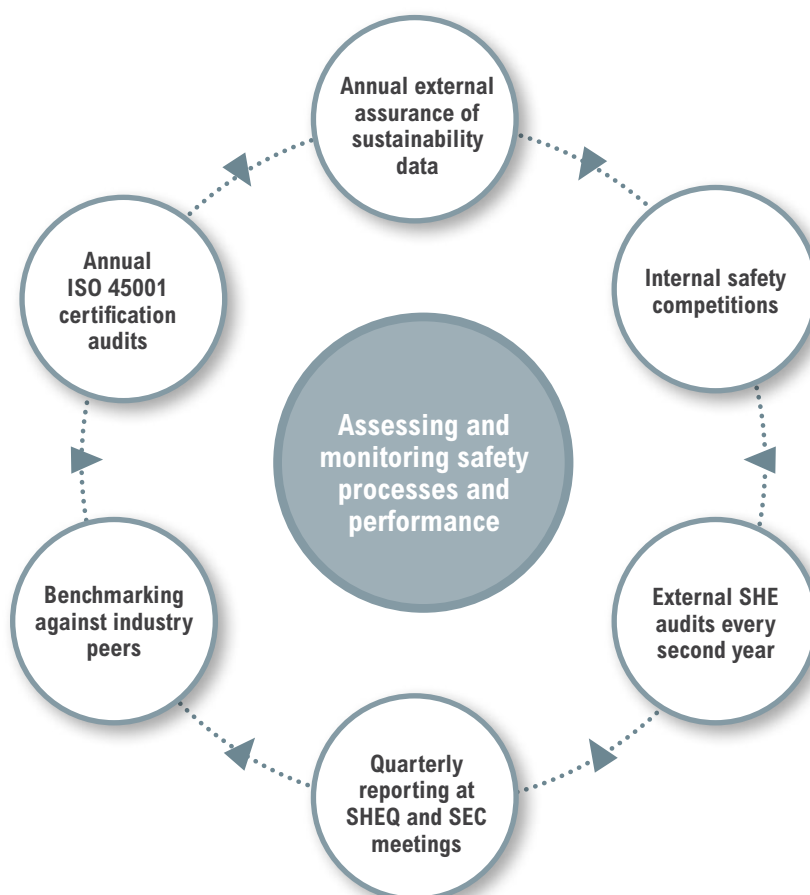 Annual external
assurance of
sustainability
data
Internal safety
competitions
External SHE
audits every
second year
Quarterly
reporting at
SHEQ and SEC
meetings
Benchmarking
against industry
peers
Annual
ISO 45001
certification
audits
Assessing and
monitoring safety
processes and
performance